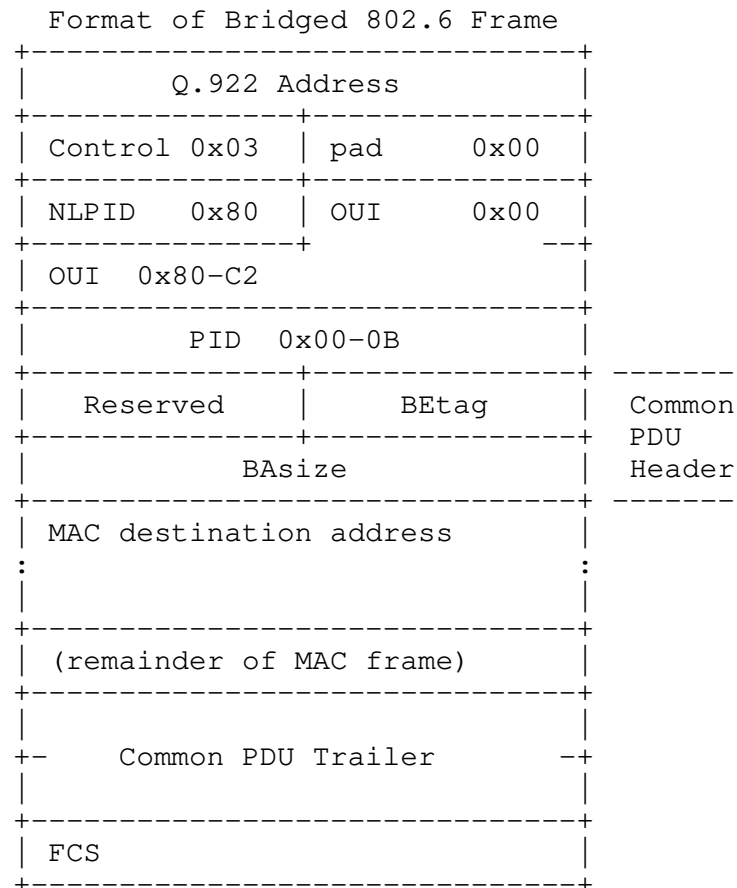 Format of Bridged 802.6 Frame
+-------------------------------+
| Q.922 Address |
+---------------+---------------+
| Control 0x03 | pad 0x00 |
+---------------+---------------+
| NLPID 0x80 | OUI 0x00 |
+---------------+ --+
| OUI 0x80-C2 |
+-------------------------------+
| PID 0x00-0B |
+---------------+---------------+ -------
| Reserved | BEtag | Common
+---------------+---------------+ PDU
| BAsize | Header
+-------------------------------+ -------
| MAC destination address |
: :
| |
+-------------------------------+
| (remainder of MAC frame) |
+-------------------------------+
| |
+- Common PDU Trailer -+
| |
+-------------------------------+
| FCS |
+-------------------------------+